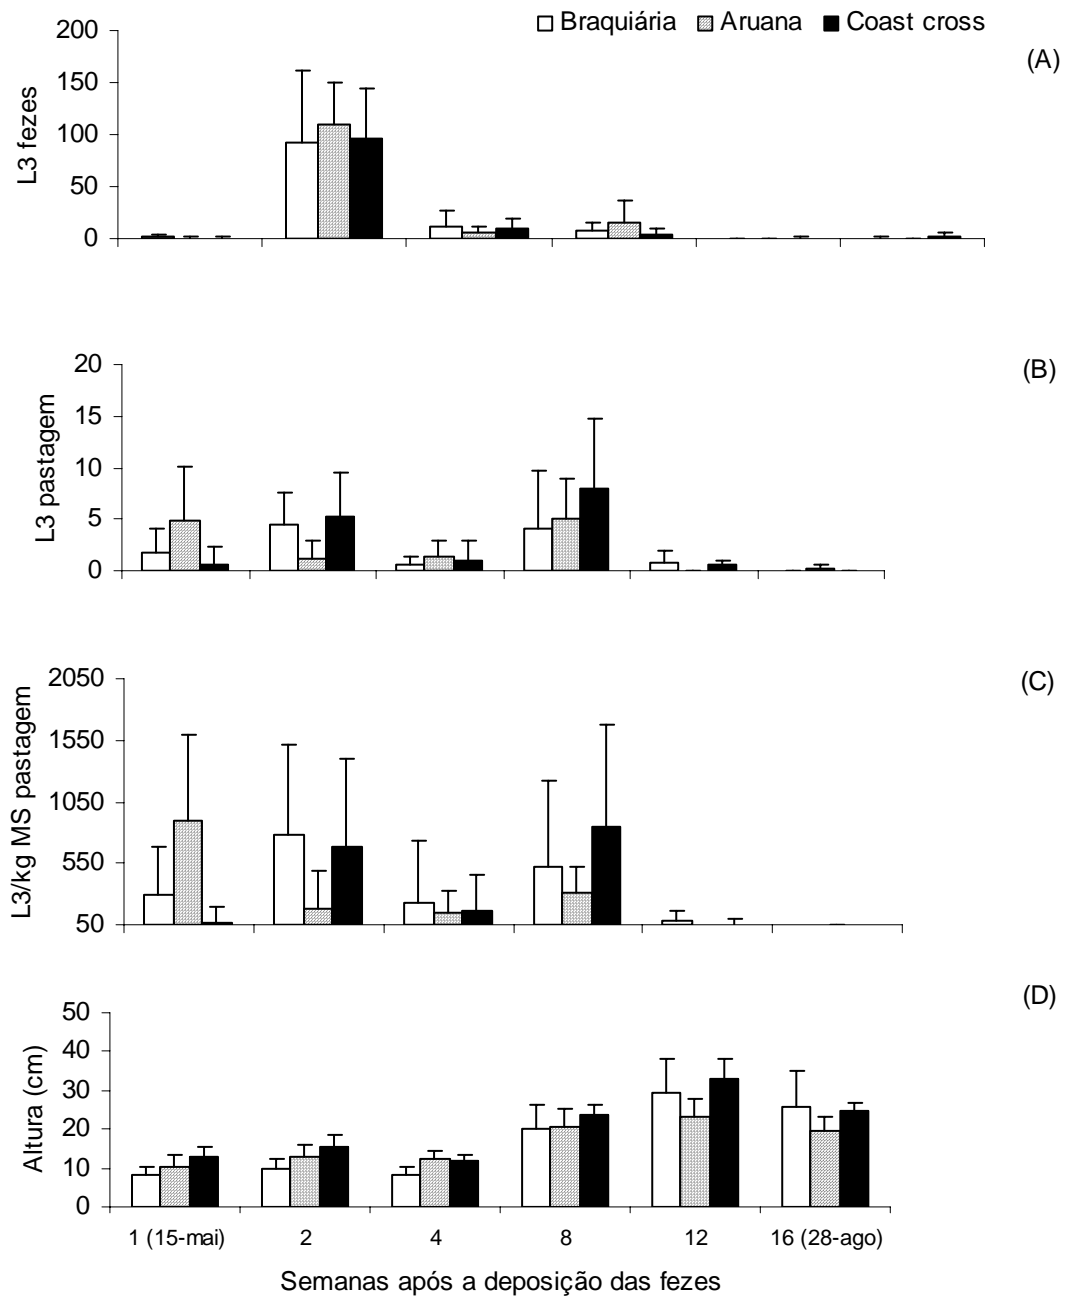 Braquiária Aruana Coast cross
(A)
L3 fezes
200
150
100
50
0
(B)
L3 pastagem
20
15
10
5
0
(C)
L3/kg MS pastagem
2050
1550
1050
550
50
(D)
Altura (cm)
50
40
30
20
10
0
1 (15-mai) 2 4 8 12 16 (28-ago)
Semanas após a deposição das fezes